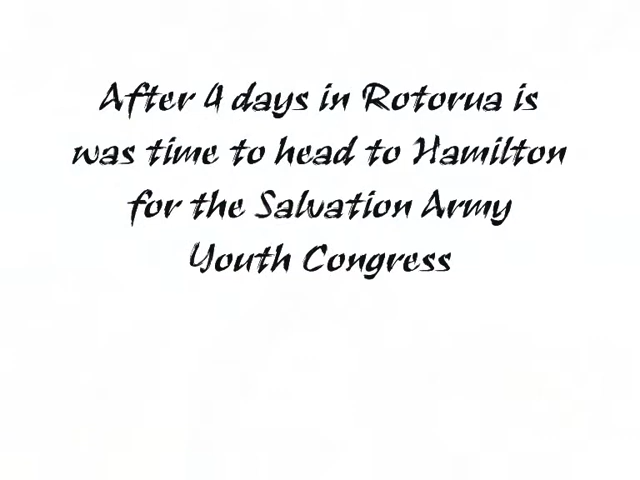 After 4 days in Rotorua is
was time to head to Hamilton
for the Salvation Army
Youth Congress